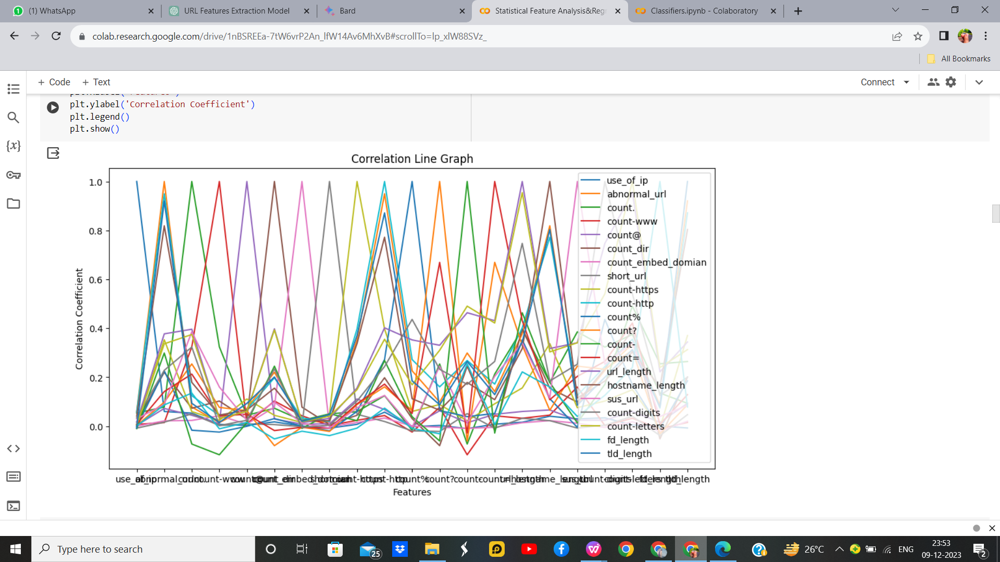 (1) WhatsApp
URL Features Extraction Model
Bard
Statistical Feature Analysis&Reg
Classifiers.ipynb - Colaboratory
colab.research.google.com/drive/1nBSREEa-7tW6vrP2An_lfW14Av6MhXvB#scrollTo=lp_xlW88SVz_
All Bookmarks
+ Code + Text
Connect
plt.ylabel('Correlation Coefficient')
plt.legend()
plt.show()
{x}
Correlation Line Graph
Correlation Coefficient
1.0
0.8
0.6
0.4
0.2
0.0
use_of_ip
abnormal_url
count.
count-www
count@
count_dir
count_embed_domian
short_url
count-https
count-http
count%
count?
count-
count=
url_length
hostname_length
sus_url
count-digits
count-letters
fd_length
tld_length
Features
Type here to search
25
26°C
ENG
23:53
09-12-2023
2